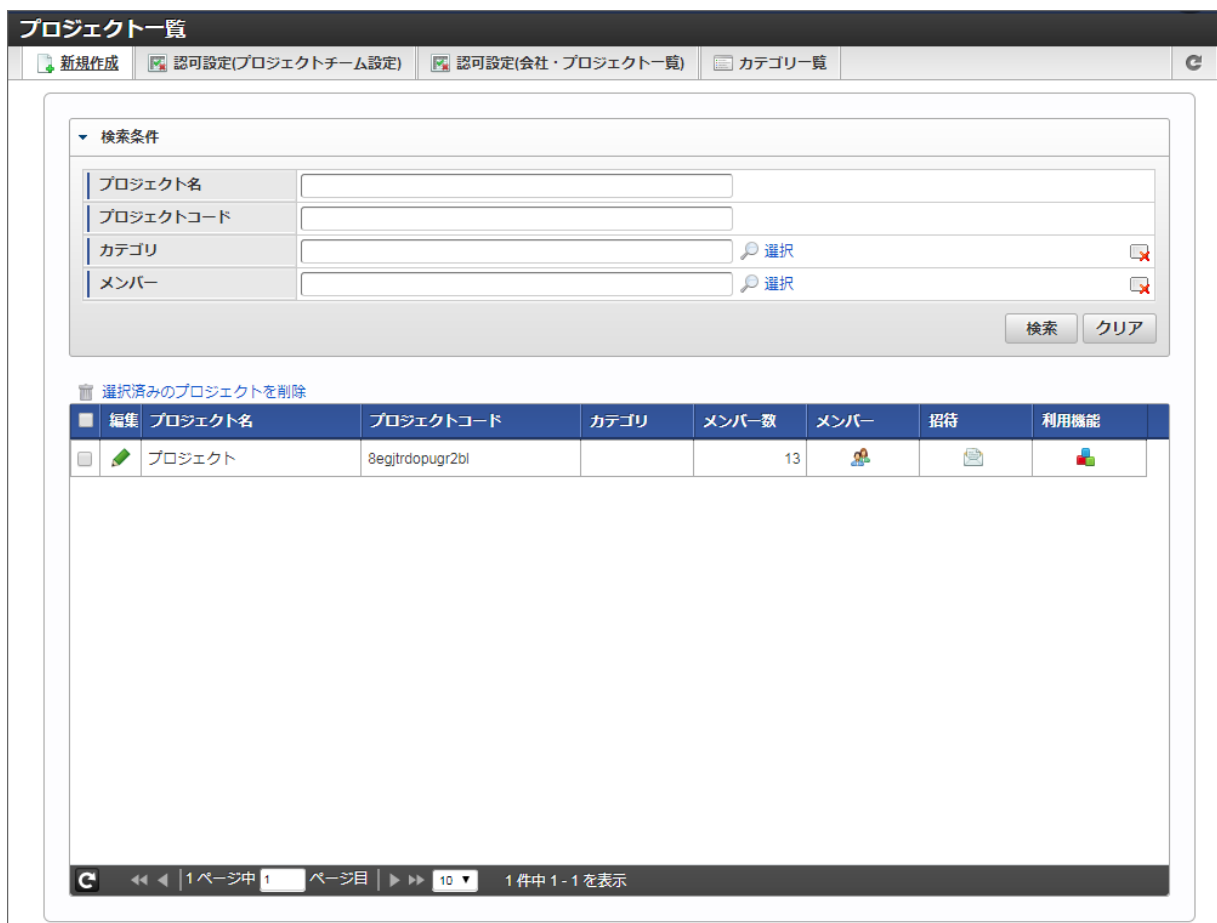 プロジェクト一覧
新規作成 認可設定(プロジェクトチーム設定) 認可設定(会社・プロジェクト一覧) カテゴリ一覧
検索条件
プロジェクト名
プロジェクトコード
カテゴリ 選択
メンバー 選択
検索 クリア
選択済みのプロジェクトを削除
編集 プロジェクト名 プロジェクトコード カテゴリ メンバー数 メンバー 招待 利用機能
プロジェクト 8egjtrdopugr2bl 13
1 ページ中 1 ページ目 10 1 件中 1 - 1 を表示